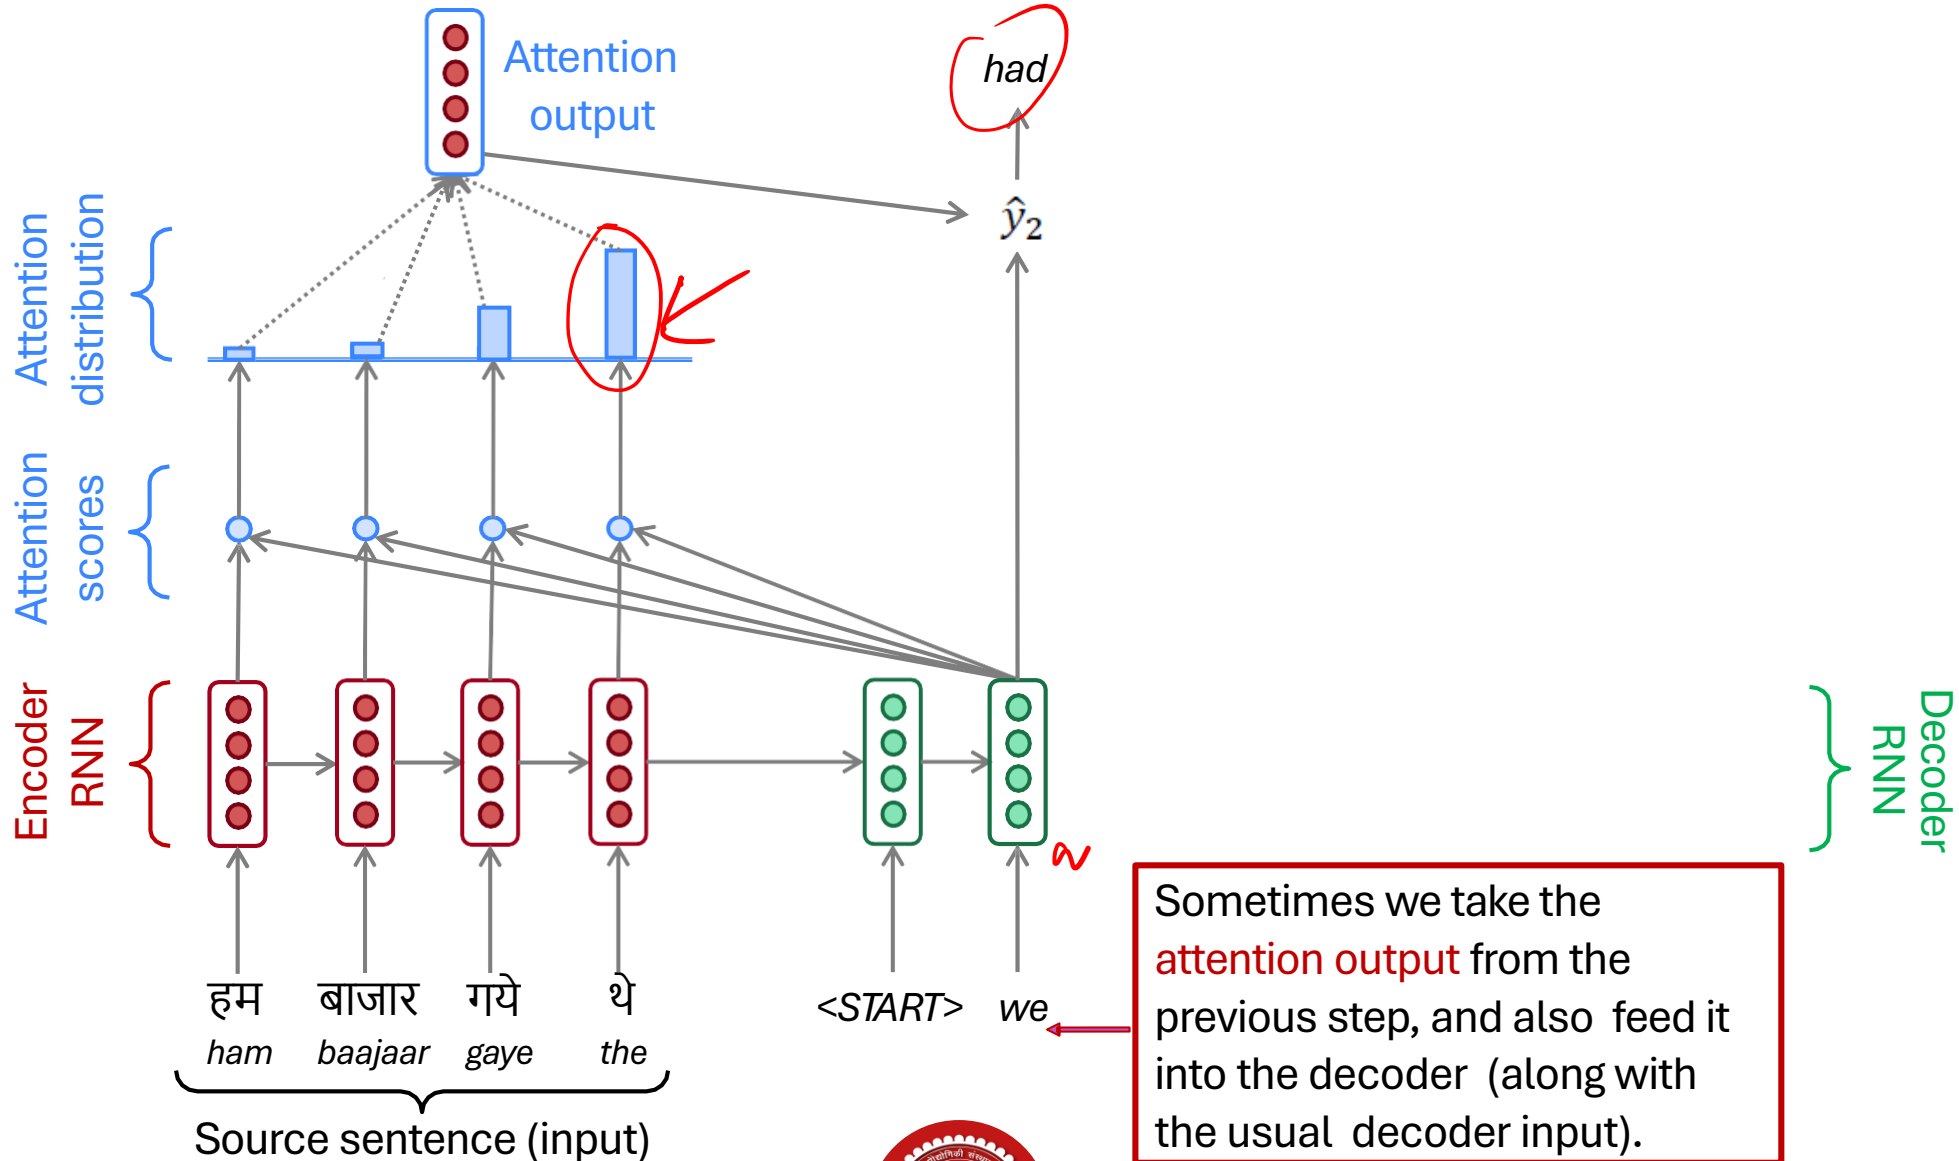 Attention
output
had
Attention
distribution
ŷ₂
Attention
scores
Encoder
RNN
Decoder
RNN
हम बाजार गये थे
ham baajaar gaye the
<START> we
Source sentence (input)
Sometimes we take the
attention output from the
previous step, and also feed it
into the decoder (along with
the usual decoder input).